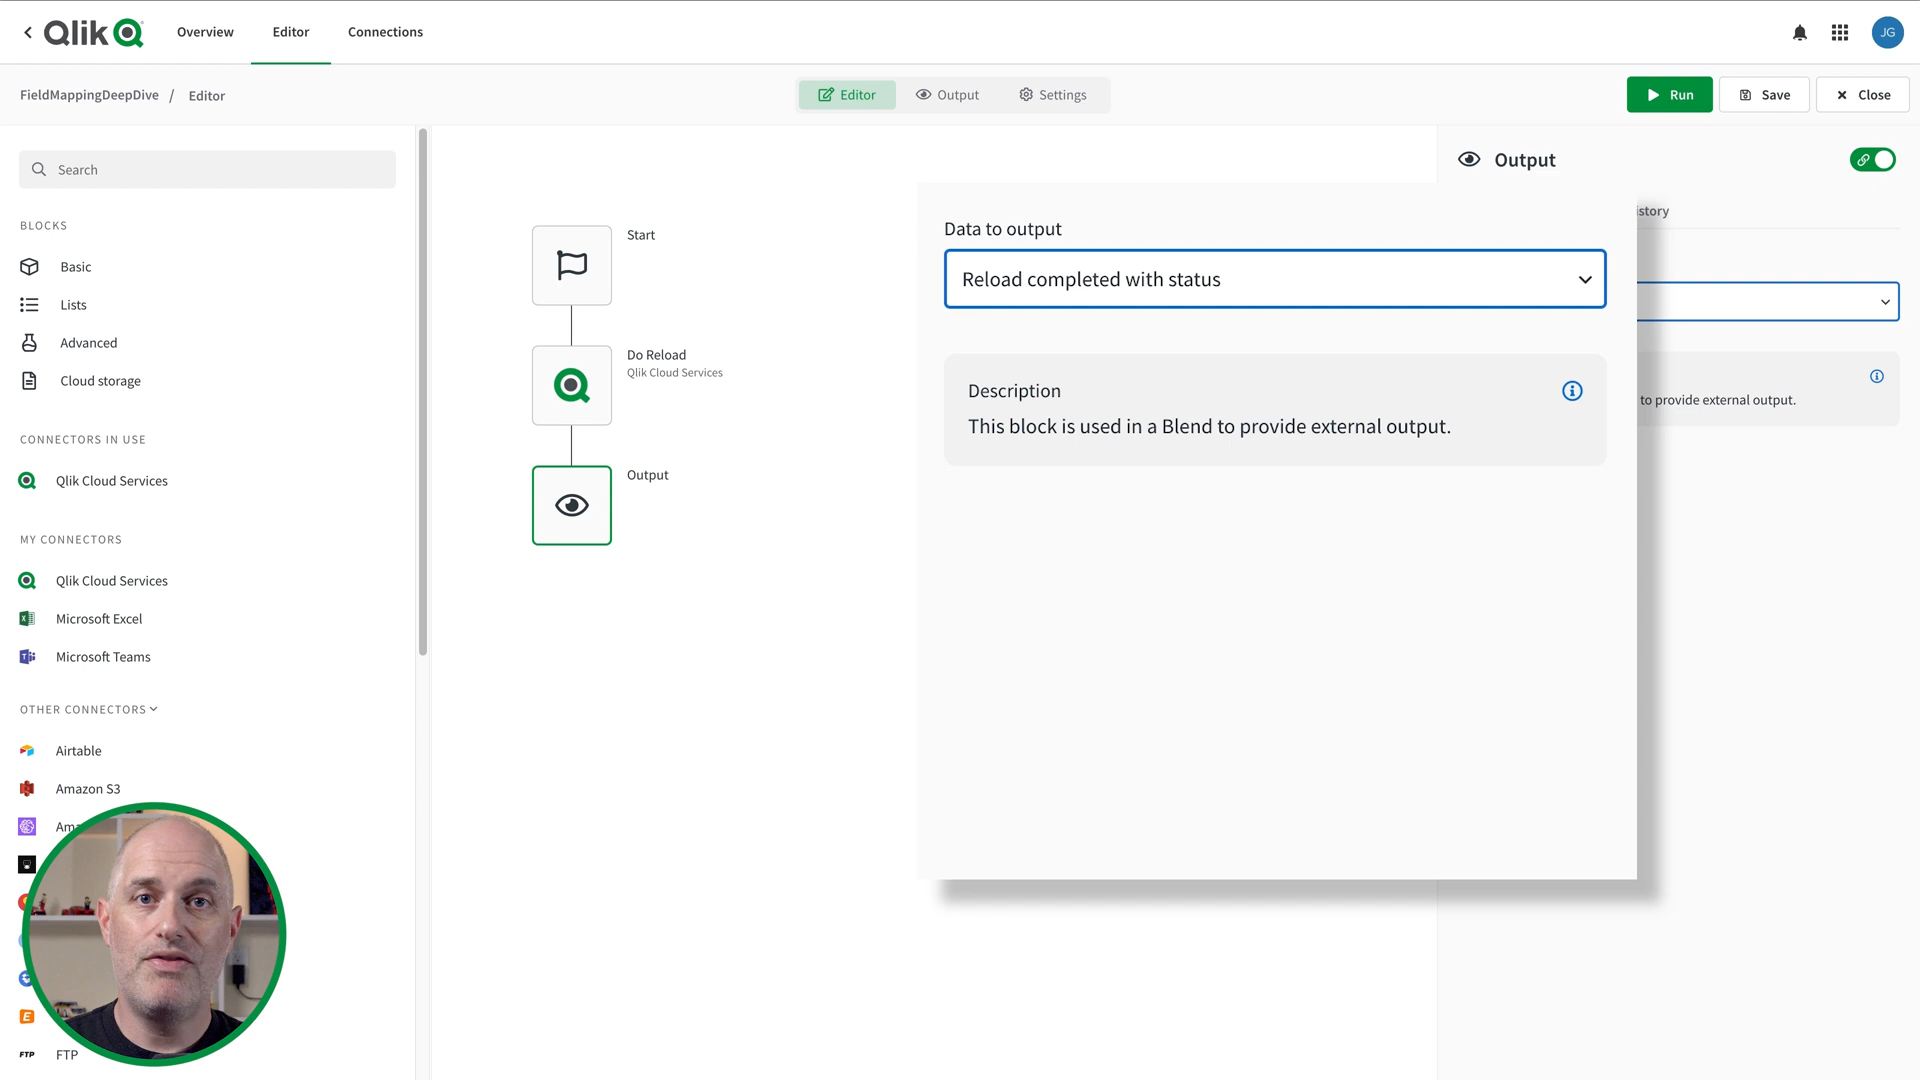 Qlik
Overview
Editor
Connections
JG
FieldMappingDeepDive / Editor
Editor
Output
Settings
Run
Save
Close
Search
BLOCKS
Basic
Lists
Advanced
Cloud storage
CONNECTORS IN USE
Qlik Cloud Services
MY CONNECTORS
Qlik Cloud Services
Microsoft Excel
Microsoft Teams
OTHER CONNECTORS
Airtable
Amazon S3
Ama
FTP FTP
Start
Do Reload
Qlik Cloud Services
Output
Output
Data to output
Reload completed with status
Description
This block is used in a Blend to provide external output.
story
to provide external output.